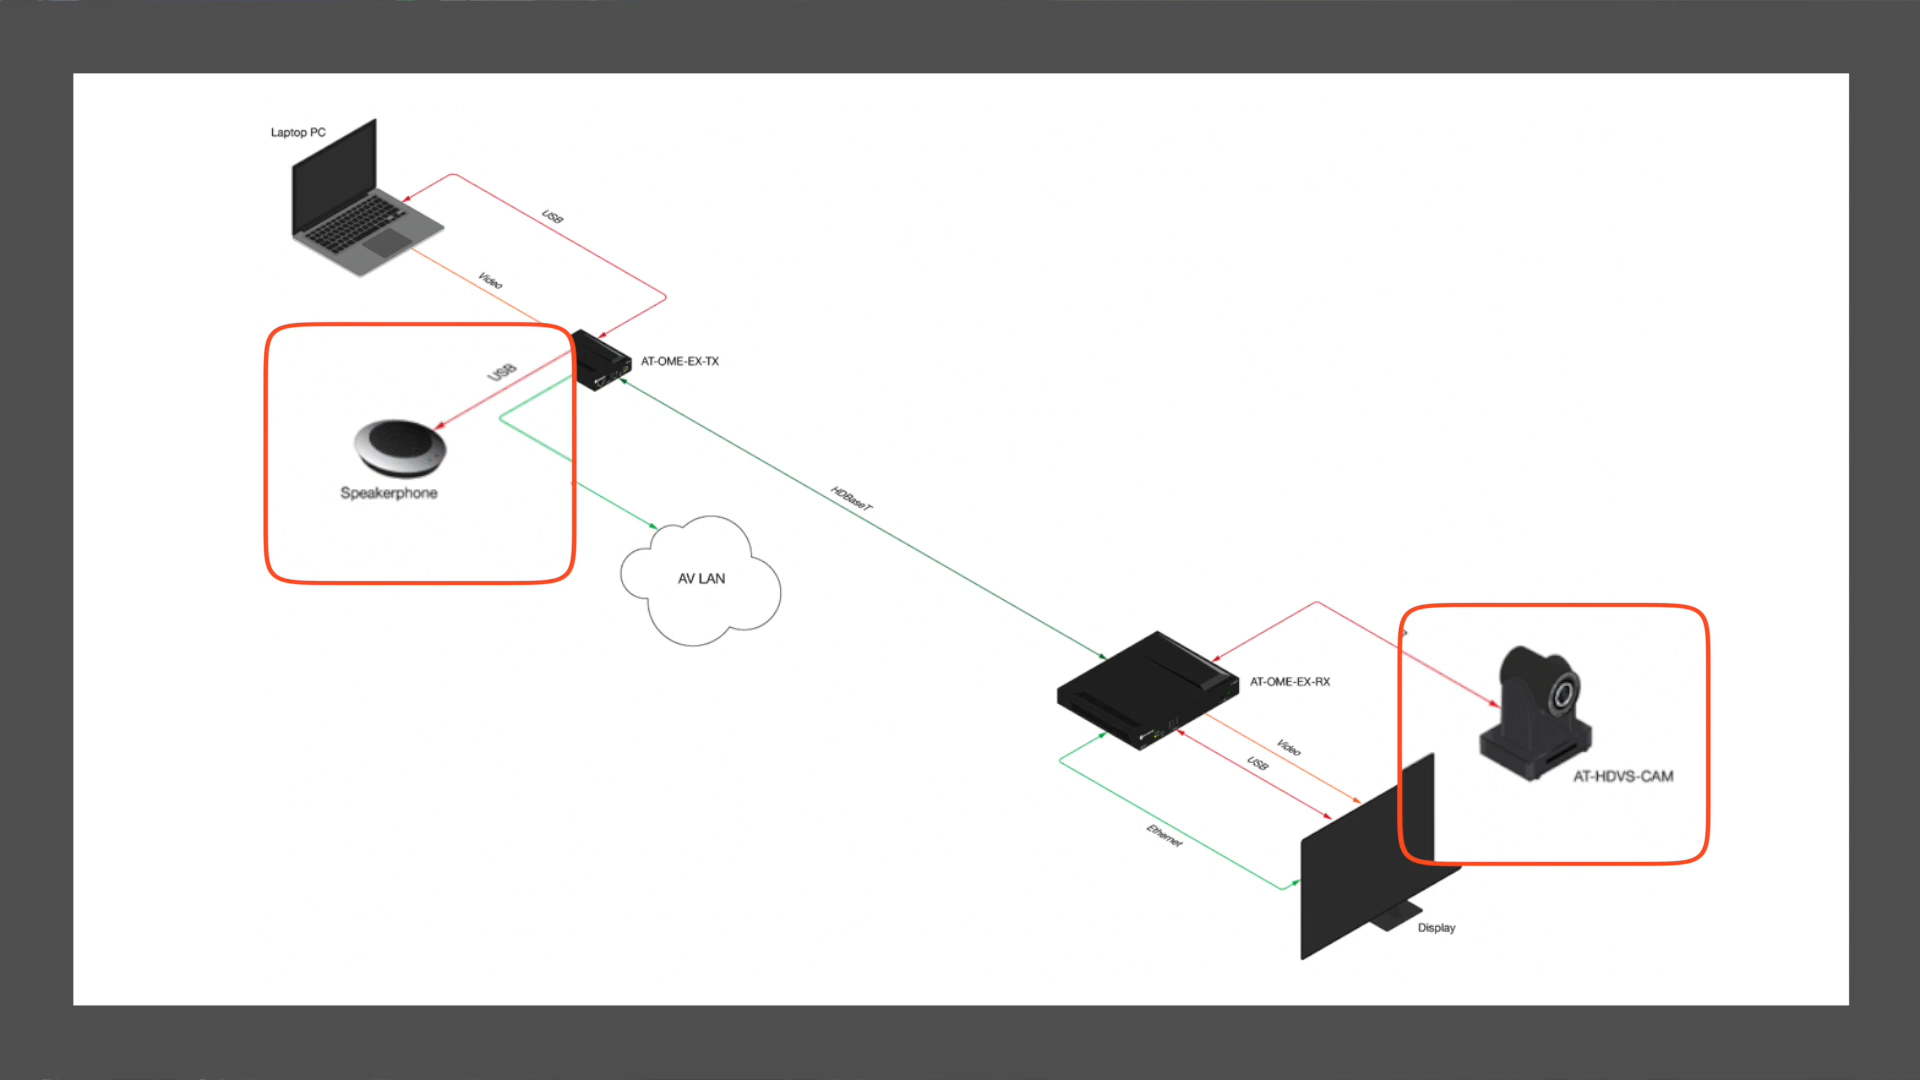 Laptop PC
USB
Video
AT-OME-EX-TX
USB
Speakerphone
HDBaseT
AV LAN
AT-OME-EX-RX
AT-HDVS-CAM
Video
USB
Ethernet
Display